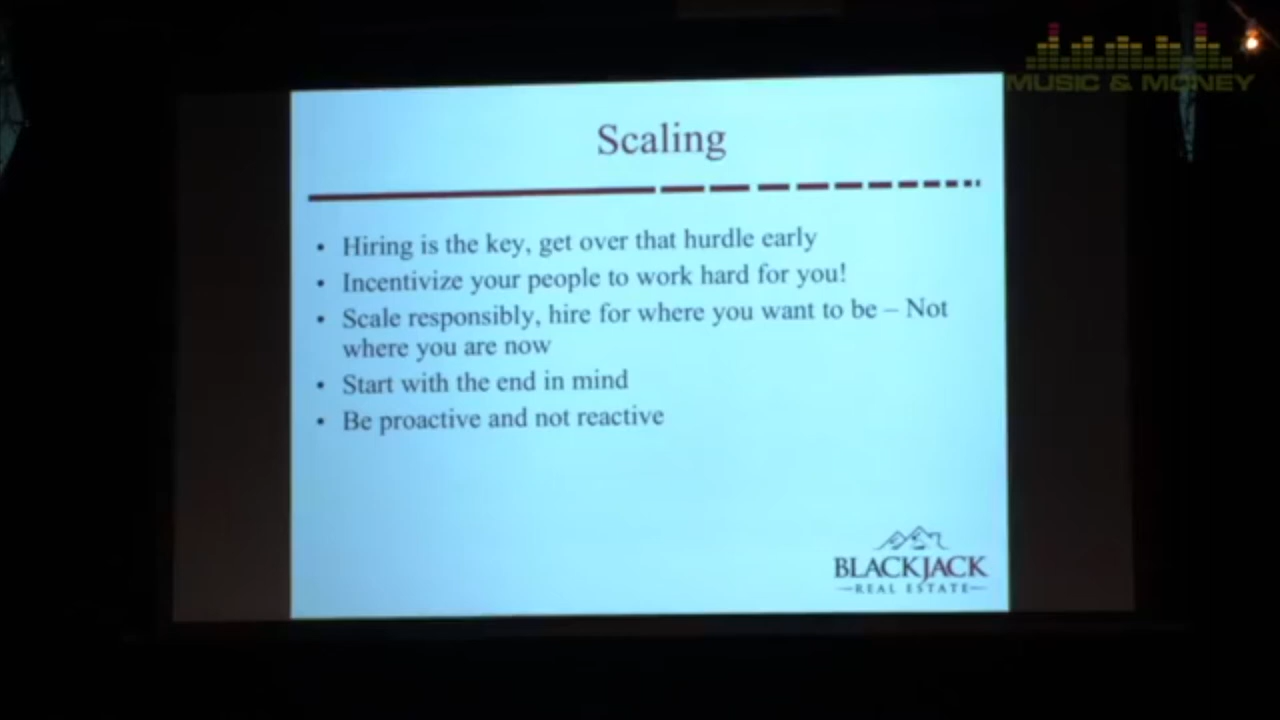 MUSIC & MONEY
Scaling
• Hiring is the key, get over that hurdle early
• Incentivize your people to work hard for you!
• Scale responsibly, hire for where you want to be – Not
where you are now
• Start with the end in mind
• Be proactive and not reactive
BLACKJACK
REAL ESTATE